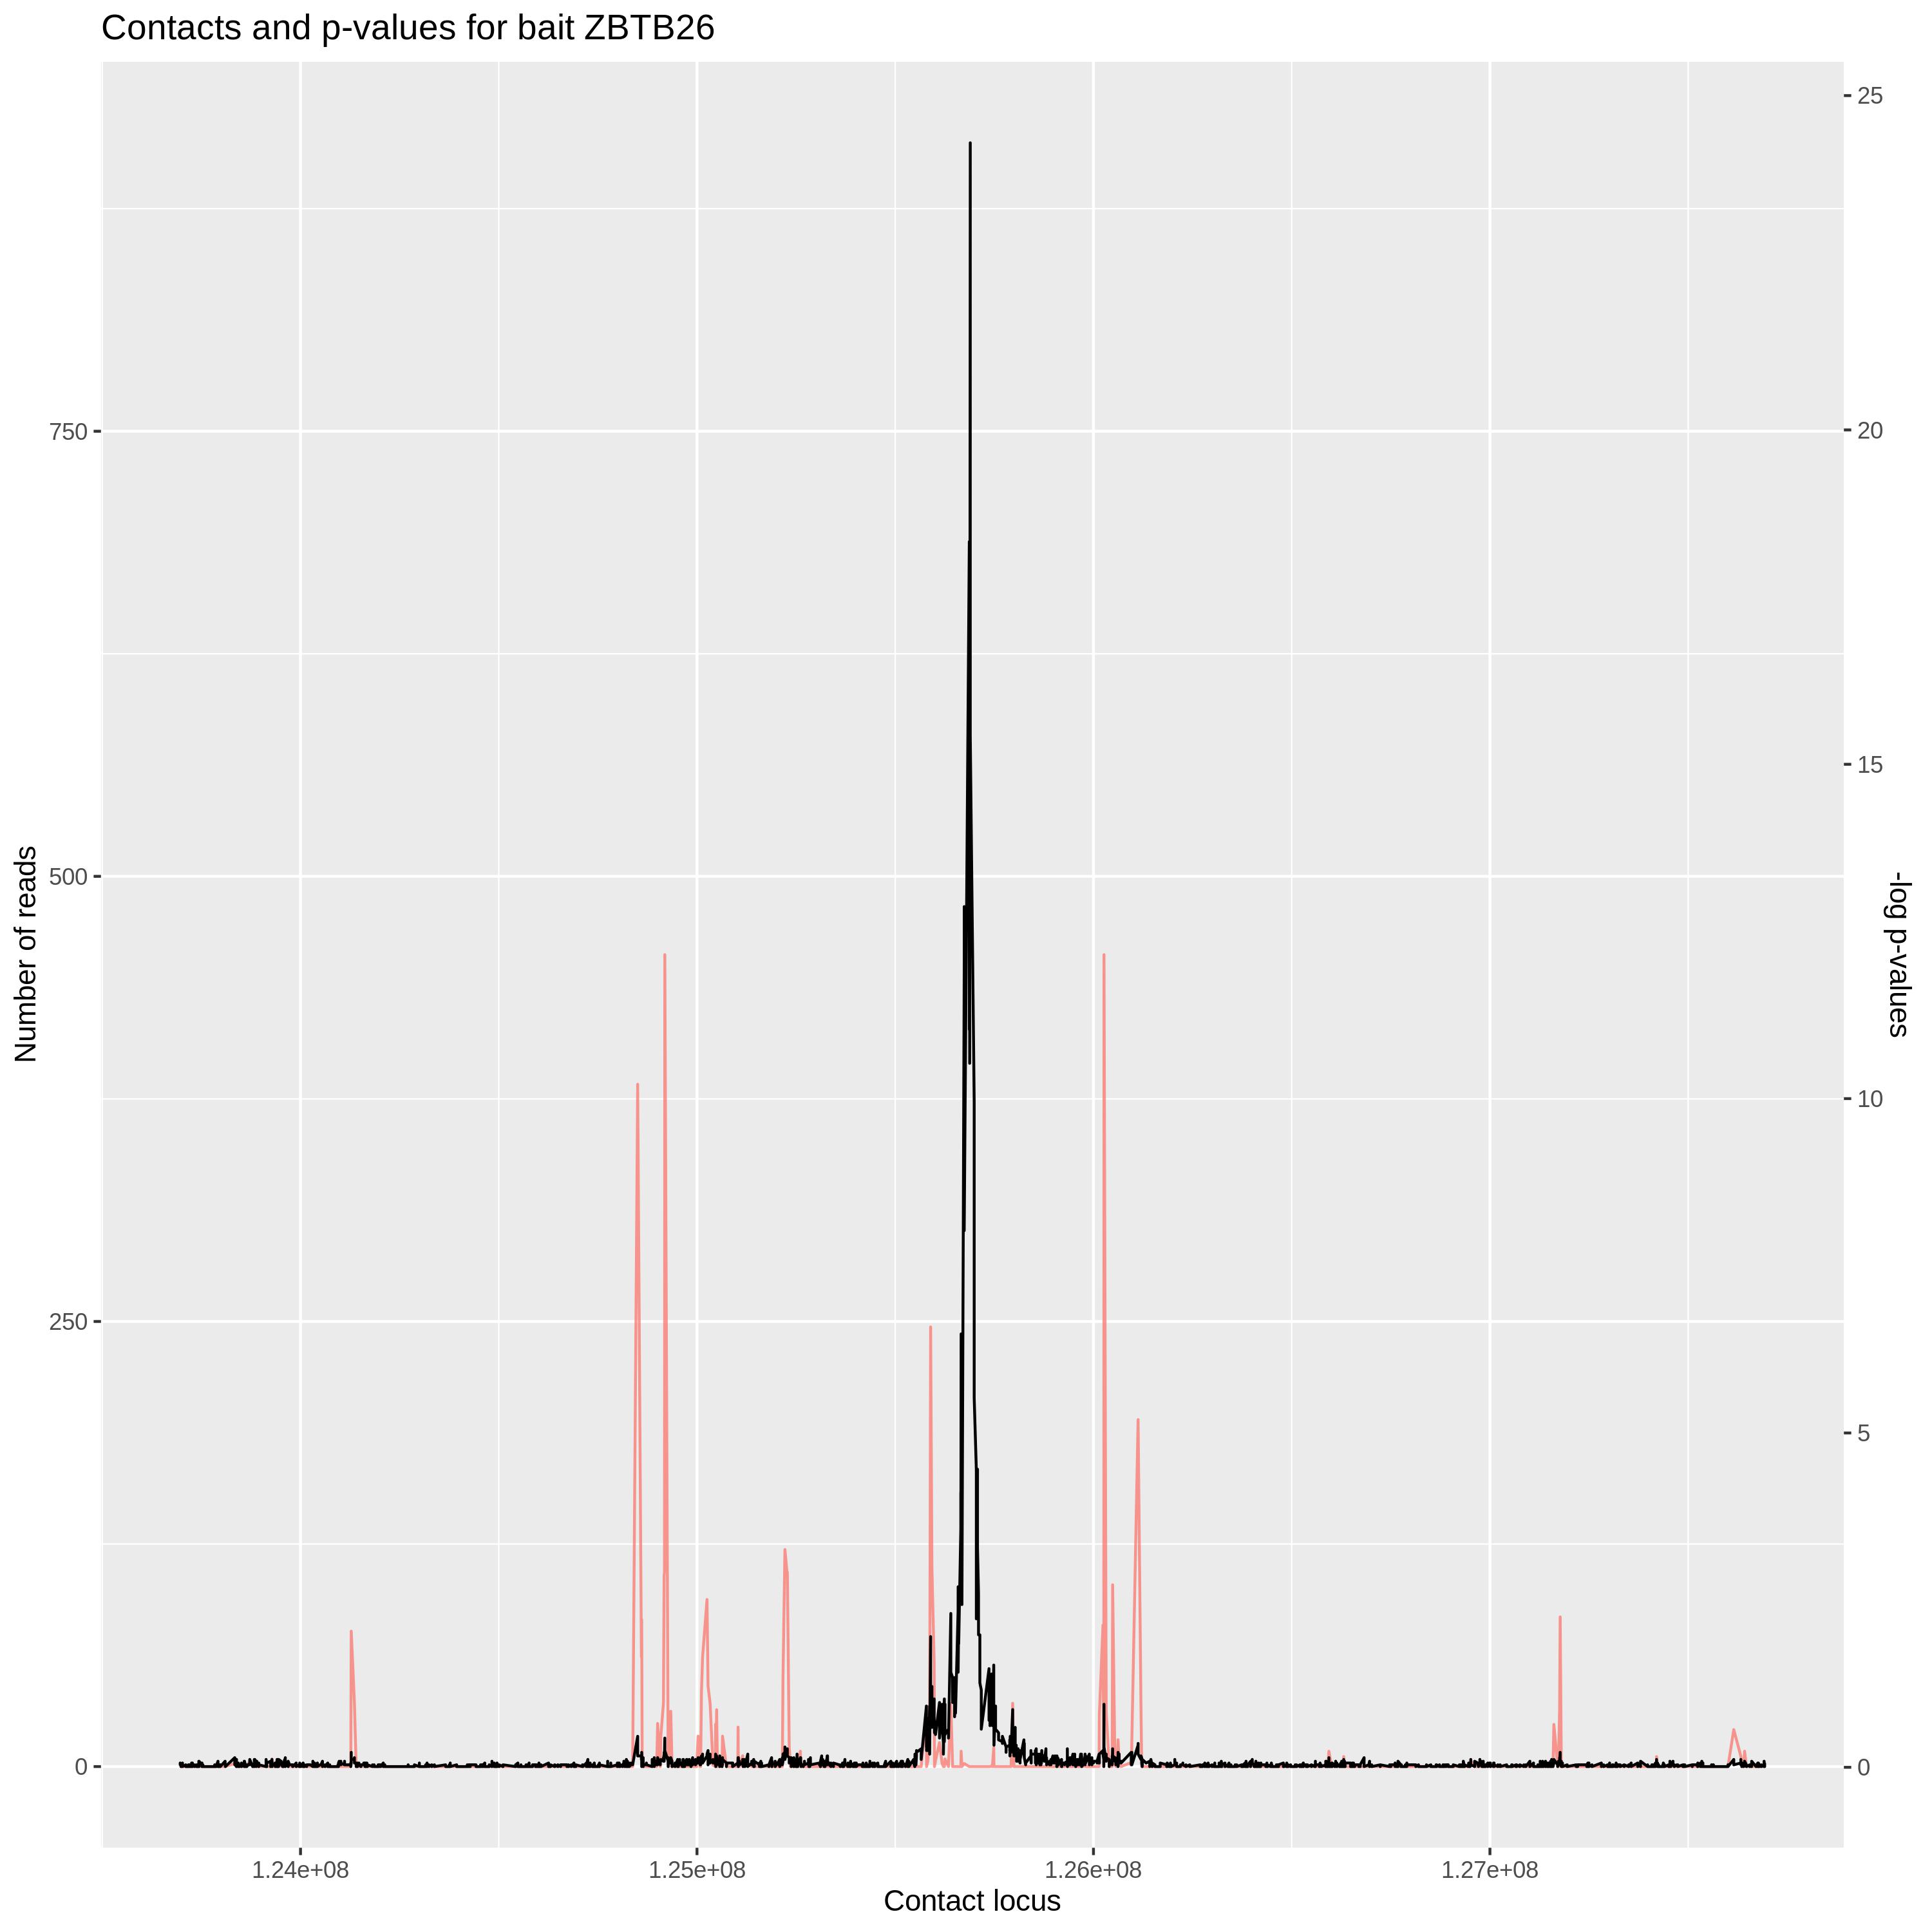 Contacts and p-values for bait ZBTB26
Number of reads
750
500
250
0
25
20
15
10
5
0
-log p-values
1.24e+08
1.25e+08
1.26e+08
1.27e+08
Contact locus